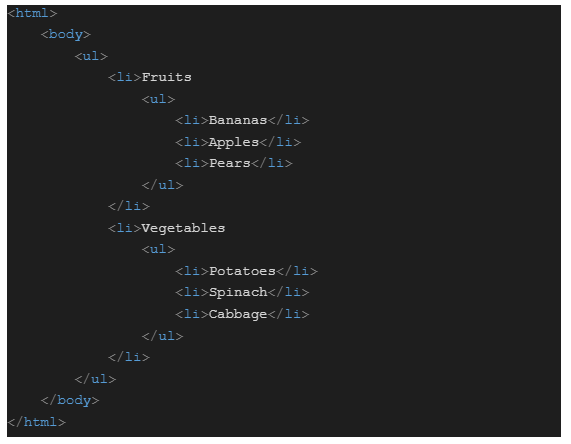 <html>
    <body>
        <ul>
            <li>Fruits
                <ul>
                    <li>Bananas</li>
                    <li>Apples</li>
                    <li>Pears</li>
                </ul>
            </li>
            <li>Vegetables
                <ul>
                    <li>Potatoes</li>
                    <li>Spinach</li>
                    <li>Cabbage</li>
                </ul>
            </li>
        </ul>
    </body>
</html>